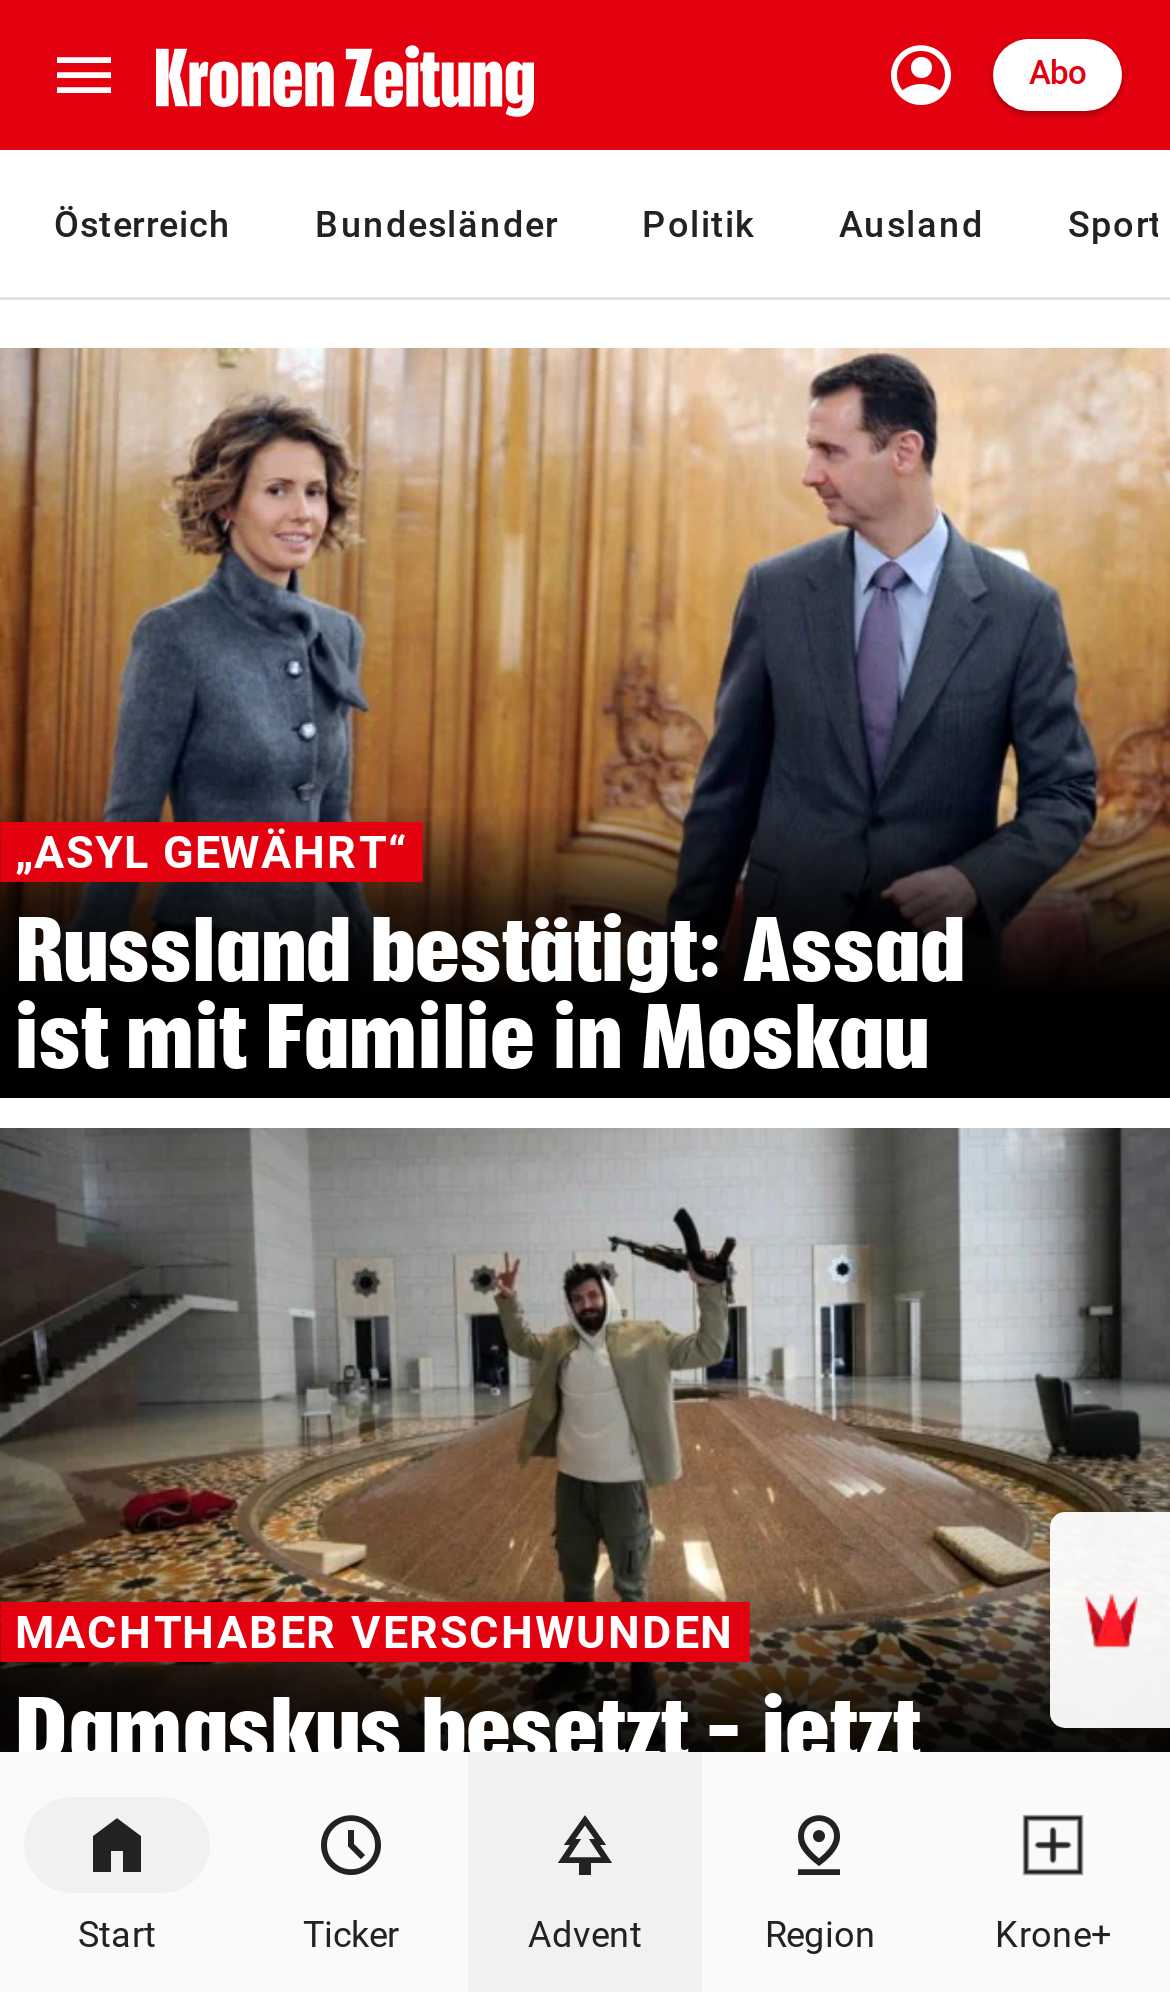 Kronen Zeitung
Abo
Österreich Bundesländer Politik Ausland Sport
„ASYL GEWÄHRT“
Russland bestätigt: Assad
ist mit Familie in Moskau
MACHTHABER VERSCHWUNDEN
Damaskus besetzt – jetzt
Start Ticker Advent Region Krone+